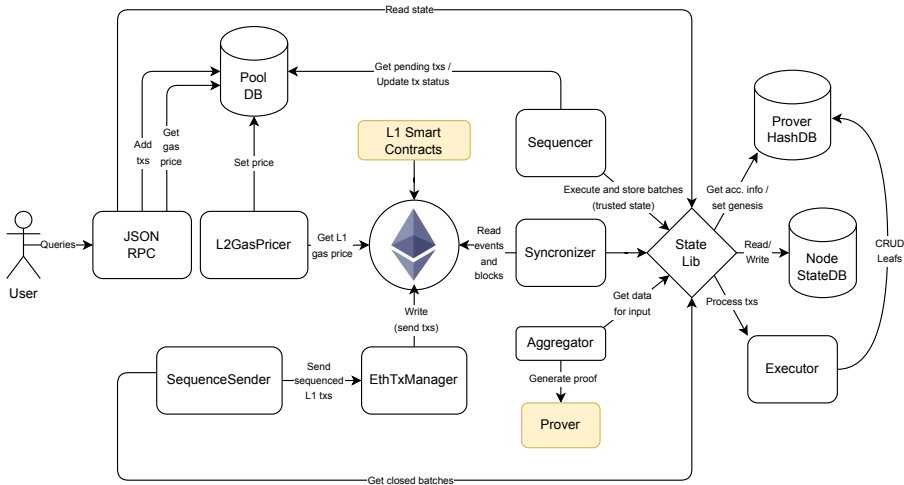 Read state
Pool
DB
Get pending txs /
Update tx status
Prover
HashDB
L1 Smart
Contracts
Sequencer
Add
txs
Get
gas
price
Set price
Execute and store batches
(trusted state)
Get acc. info /
set genesis
User
Queries
JSON
RPC
L2GasPricer
Get L1
gas price
Read
events
and
blocks
Syncronizer
State
Lib
Read/
Write
Node
StateDB
CRUD
Leafs
Write
(send txs)
Get data
for input
Process txs
Aggregator
SequenceSender
Send
sequenced
L1 txs
EthTxManager
Generate proof
Executor
Prover
Get closed batches